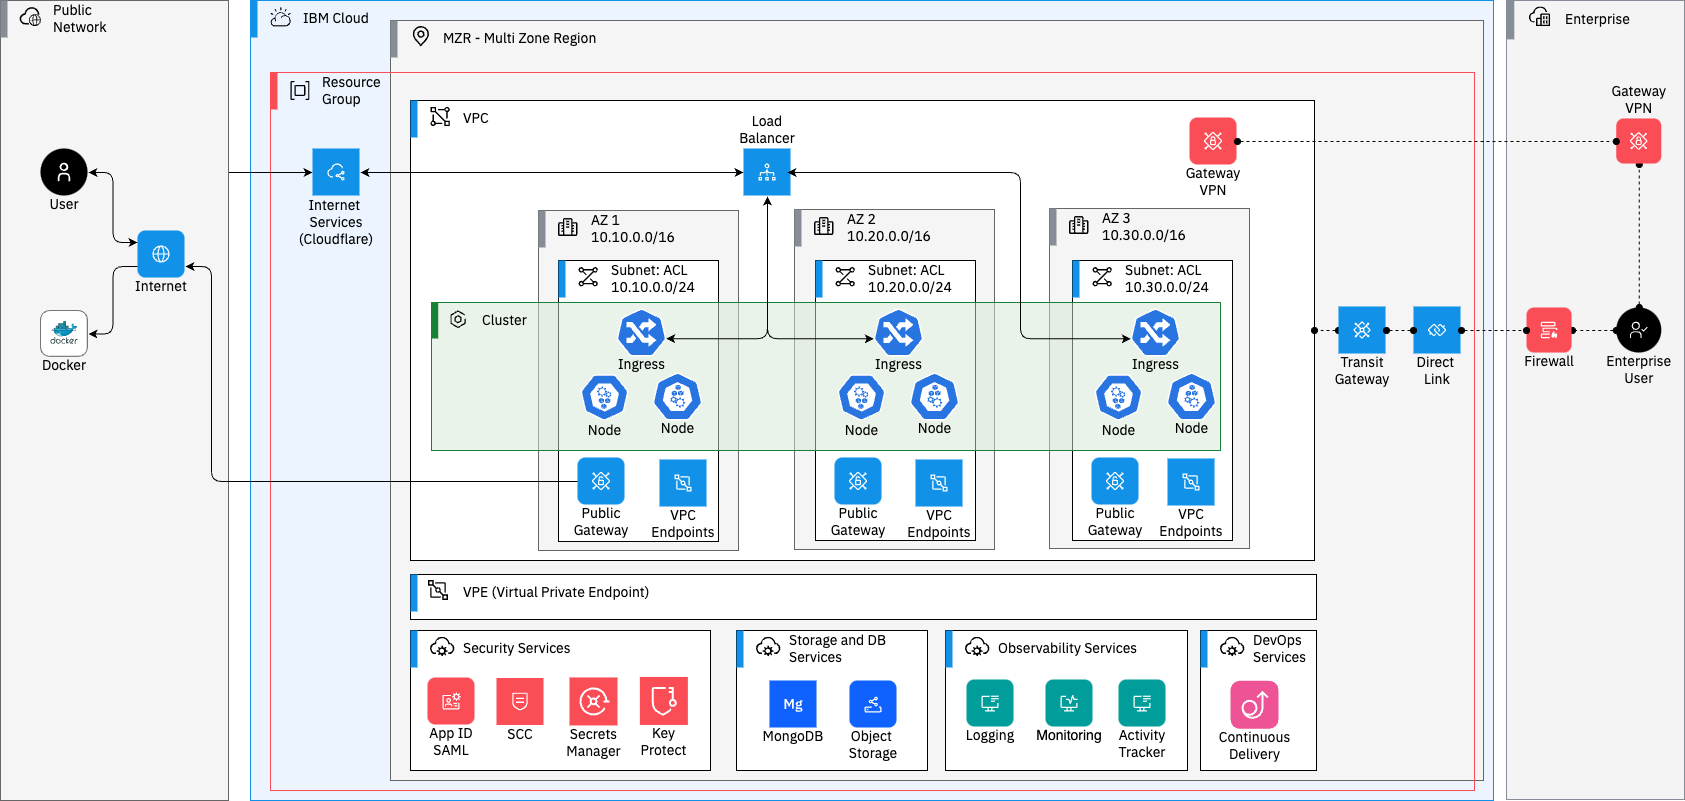 Public
Network
User
Internet
docker
Docker
IBM Cloud
MZR - Multi Zone Region
Resource
Group
Internet
Services
(Cloudflare)
VPC
Load
Balancer
Gateway
VPN
AZ 1
10.10.0.0/16
Subnet: ACL
10.10.0.0/24
AZ 2
10.20.0.0/16
Subnet: ACL
10.20.0.0/24
AZ 3
10.30.0.0/16
Subnet: ACL
10.30.0.0/24
Cluster
Ingress
Ingress
Ingress
Node
Node
Node
Node
Node
Node
Public
Gateway
VPC
Endpoints
Public
Gateway
VPC
Endpoints
Public
Gateway
VPC
Endpoints
VPE (Virtual Private Endpoint)
Security Services
App ID
SAML
SCC
Secrets
Manager
Key
Protect
Storage and DB
Services
Mg
MongoDB
Object
Storage
Observability Services
Logging
Monitoring
Activity
Tracker
DevOps
Services
Continuous
Delivery
Transit
Gateway
Direct
Link
Enterprise
Gateway
VPN
Firewall
Enterprise
User